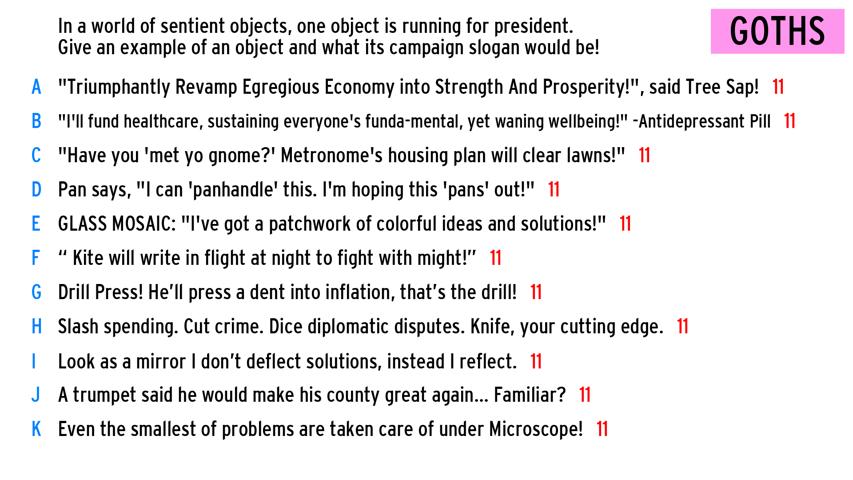 In a world of sentient objects, one object is running for president.
Give an example of an object and what its campaign slogan would be!
GOTHS
A "Triumphantly Revamp Egregious Economy into Strength And Prosperity!", said Tree Sap! 11
B "I'll fund healthcare, sustaining everyone's funda-mental, yet waning wellbeing!" -Antidepressant Pill 11
C "Have you 'met yo gnome?' Metronome's housing plan will clear lawns!" 11
D Pan says, "I can 'panhandle' this. I'm hoping this 'pans' out!" 11
E GLASS MOSAIC: "I've got a patchwork of colorful ideas and solutions!" 11
F “ Kite will write in flight at night to fight with might!” 11
G Drill Press! He’ll press a dent into inflation, that’s the drill! 11
H Slash spending. Cut crime. Dice diplomatic disputes. Knife, your cutting edge. 11
I Look as a mirror I don’t deflect solutions, instead I reflect. 11
J A trumpet said he would make his county great again... Familiar? 11
K Even the smallest of problems are taken care of under Microscope! 11